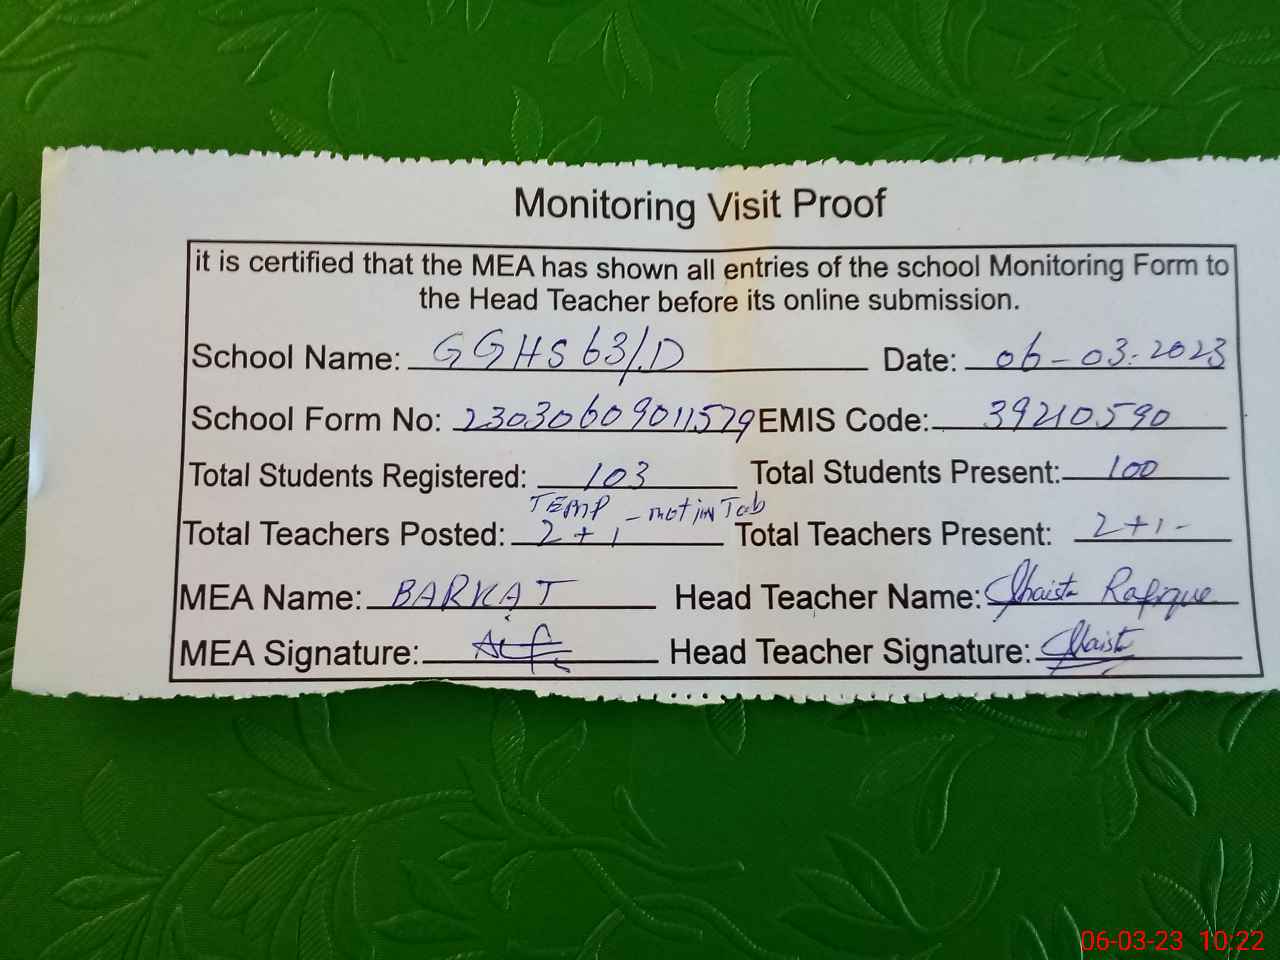 Monitoring Visit Proof
it is certified that the MEA has shown all entries of the school Monitoring Form to
the Head Teacher before its online submission.
School Name: GGHS 63/.D Date: 06-03-2023
School Form No: 23030609011579 EMIS Code: 39210590
Total Students Registered: 103 Total Students Present: 100
TEMP - not in Tab
Total Teachers Posted: 2+1 Total Teachers Present: 2+1-
MEA Name: BARKAT Head Teacher Name: Shaista Rafique
MEA Signature: Head Teacher Signature: Shaista
06-03-23 10:22